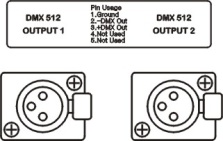 DMX 512
OUTPUT 1
Pin Usage
1.Ground
2.-DMX Out
3.+DMX Out
4.Not Used
5.Not Used
DMX 512
OUTPUT 2